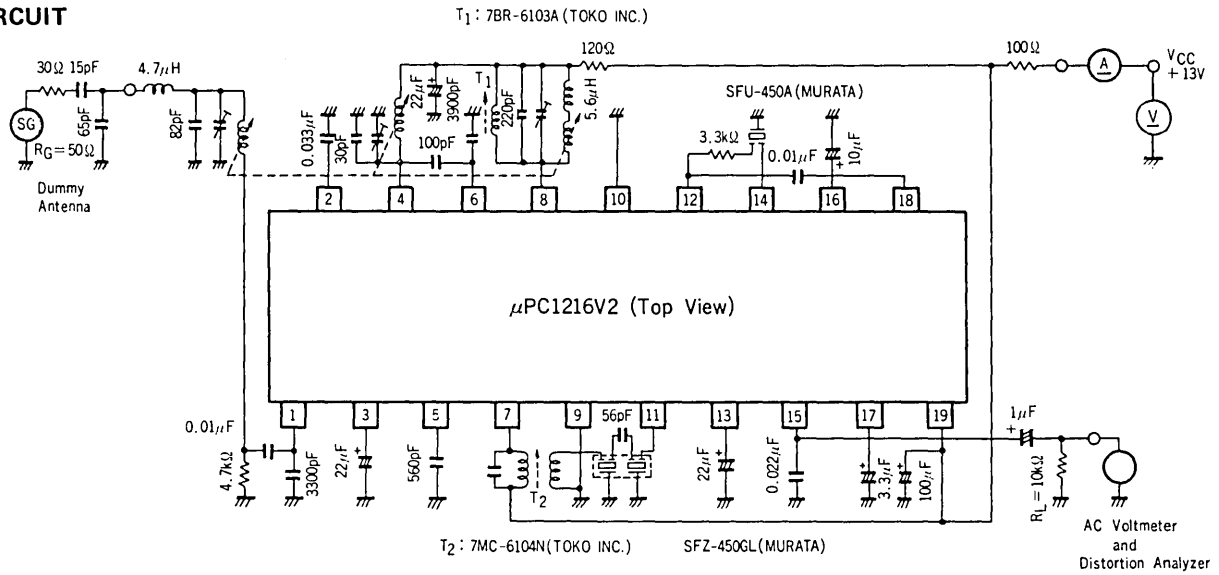 RCUIT
T1 : 7BR-6103A (TOKO INC.)
30Ω 15pF
4.7μH
SG
RG=50Ω
65pF
82pF
Dummy
Antenna
0.033μF
30pF
22μF
3900pF
100pF
T1
220pF
120Ω
5.6μH
3.3kΩ
SFU-450A (MURATA)
0.01μF
10μF
100Ω
A
VCC
+13V
V
2
4
6
8
10
12
14
16
18
μPC1216V2 (Top View)
1
3
5
7
9
11
13
15
17
19
0.01μF
4.7kΩ
3300pF
22μF
+
560pF
T2
56pF
22μF
+
0.022μF
3.3μF
+
100μF
+
1μF
+
RL=10kΩ
AC Voltmeter
and
Distortion Analyzer
T2 : 7MC-6104N (TOKO INC.)
SFZ-450GL (MURATA)